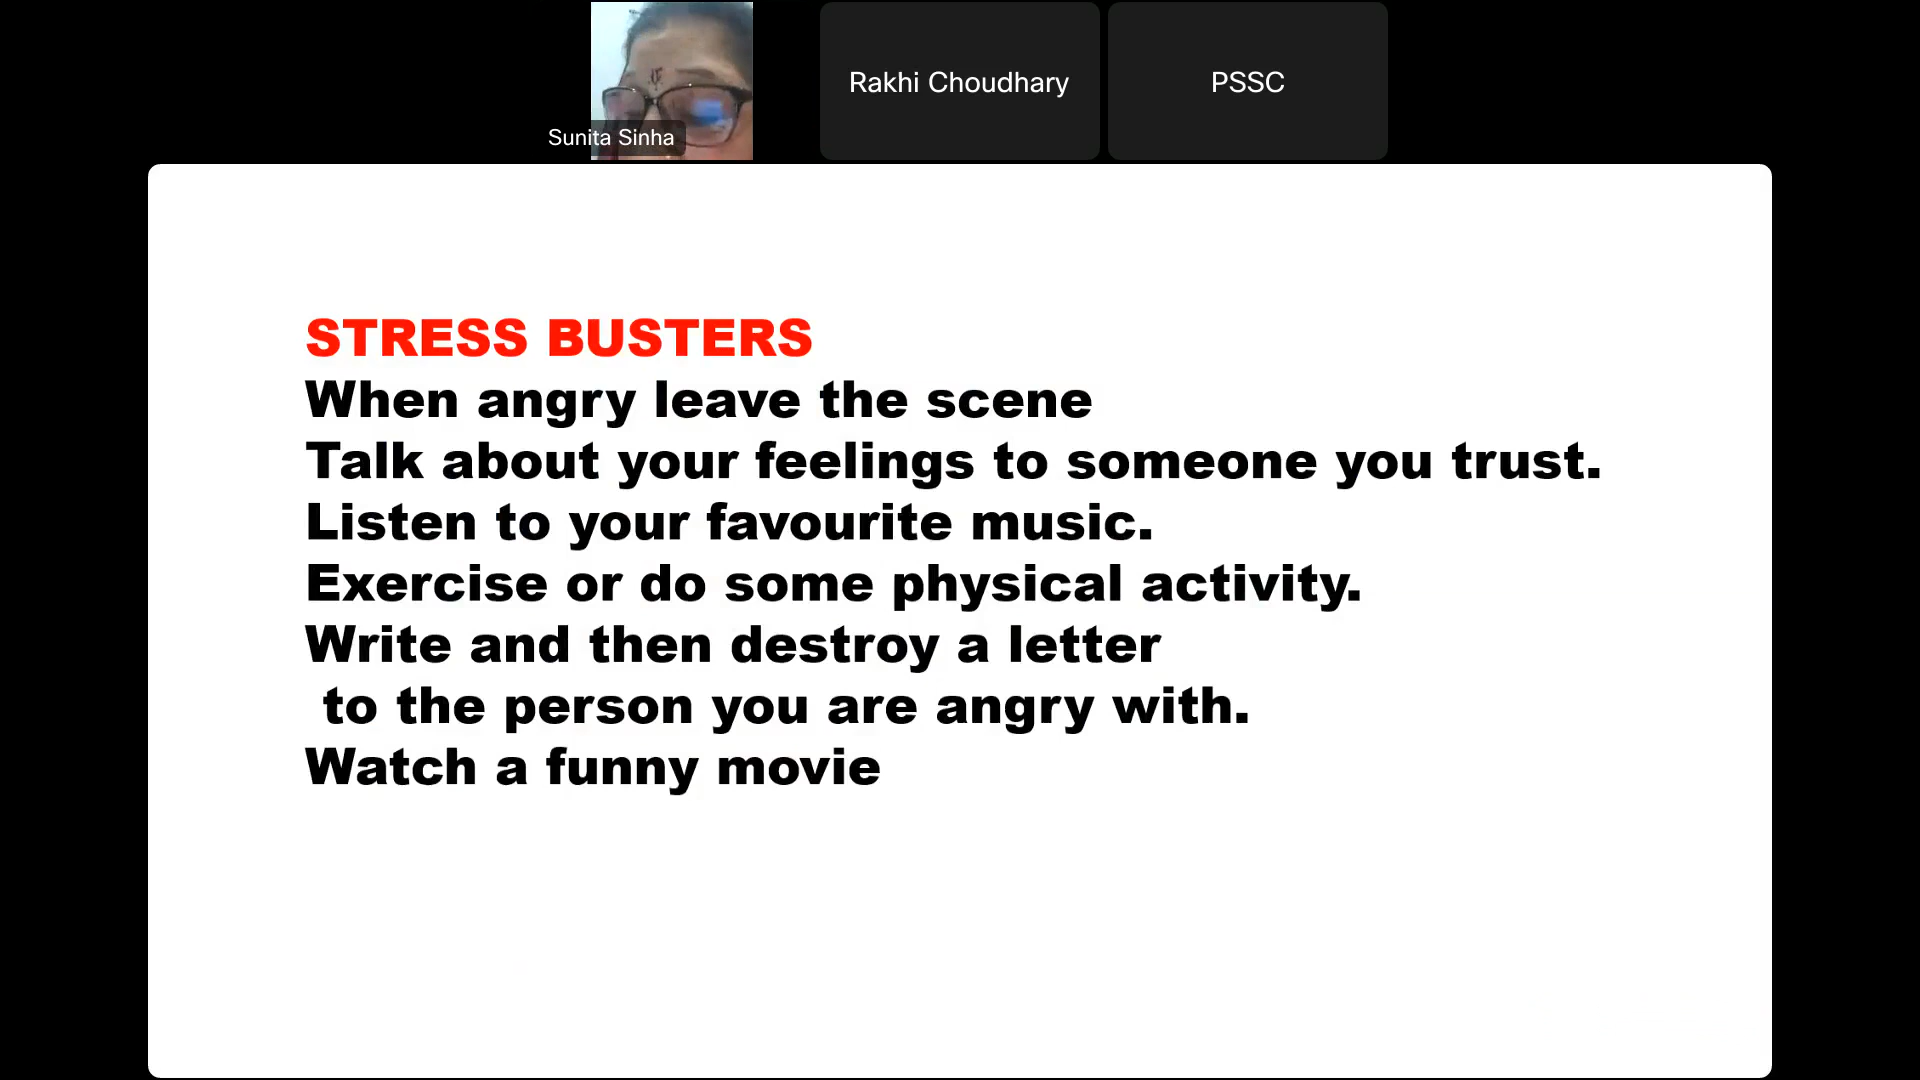 Sunita Sinha
Rakhi Choudhary
PSSC
STRESS BUSTERS
When angry leave the scene
Talk about your feelings to someone you trust.
Listen to your favourite music.
Exercise or do some physical activity.
Write and then destroy a letter
to the person you are angry with.
Watch a funny movie